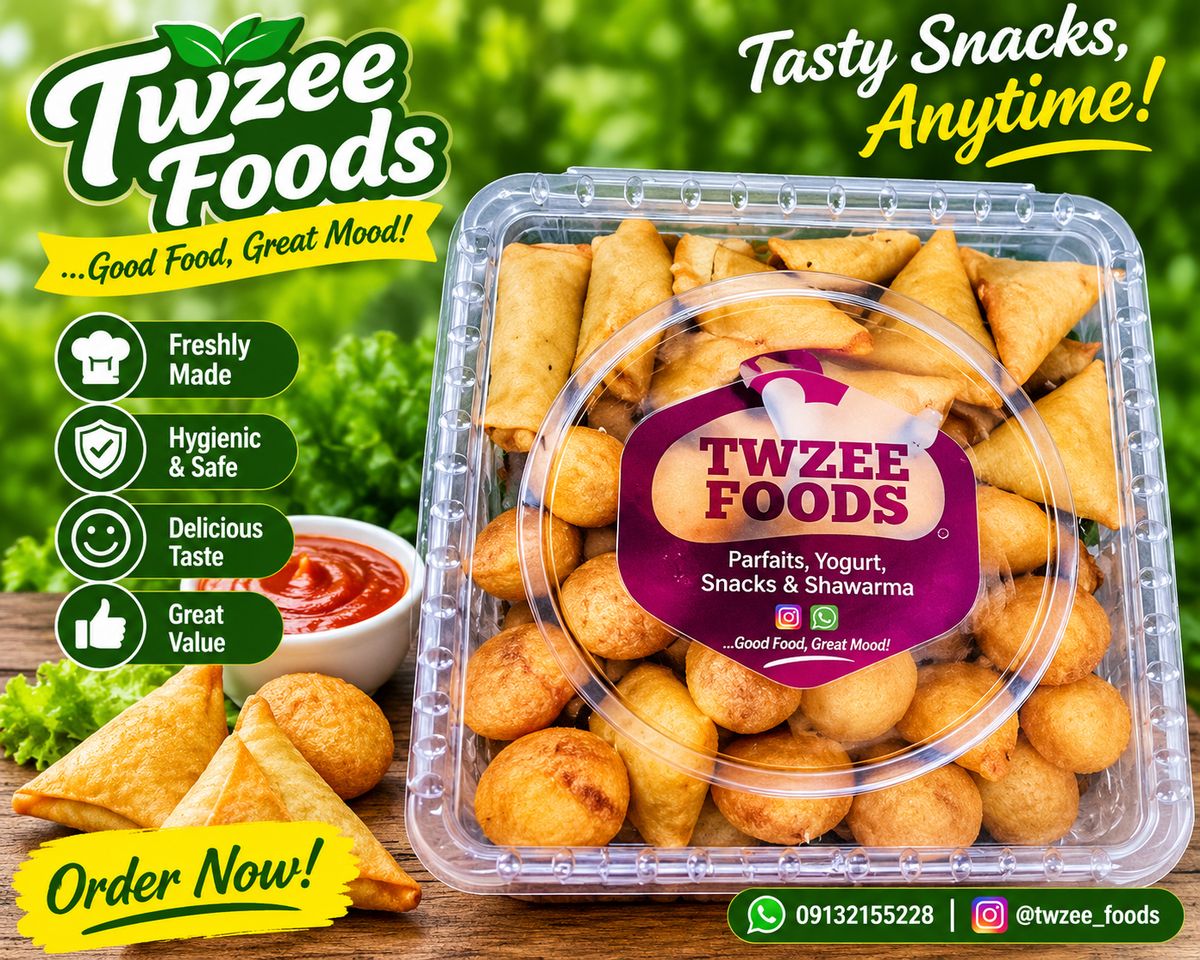 Twzee
Foods
...Good Food, Great Mood!
Tasty Snacks,
Anytime!
Freshly
Made
Hygienic
& Safe
Delicious
Taste
Great
Value
TWZEE
FOODS
Parfaits, Yogurt,
Snacks & Shawarma
...Good Food, Great Mood!
Order Now!
09132155228 | @twzee_foods